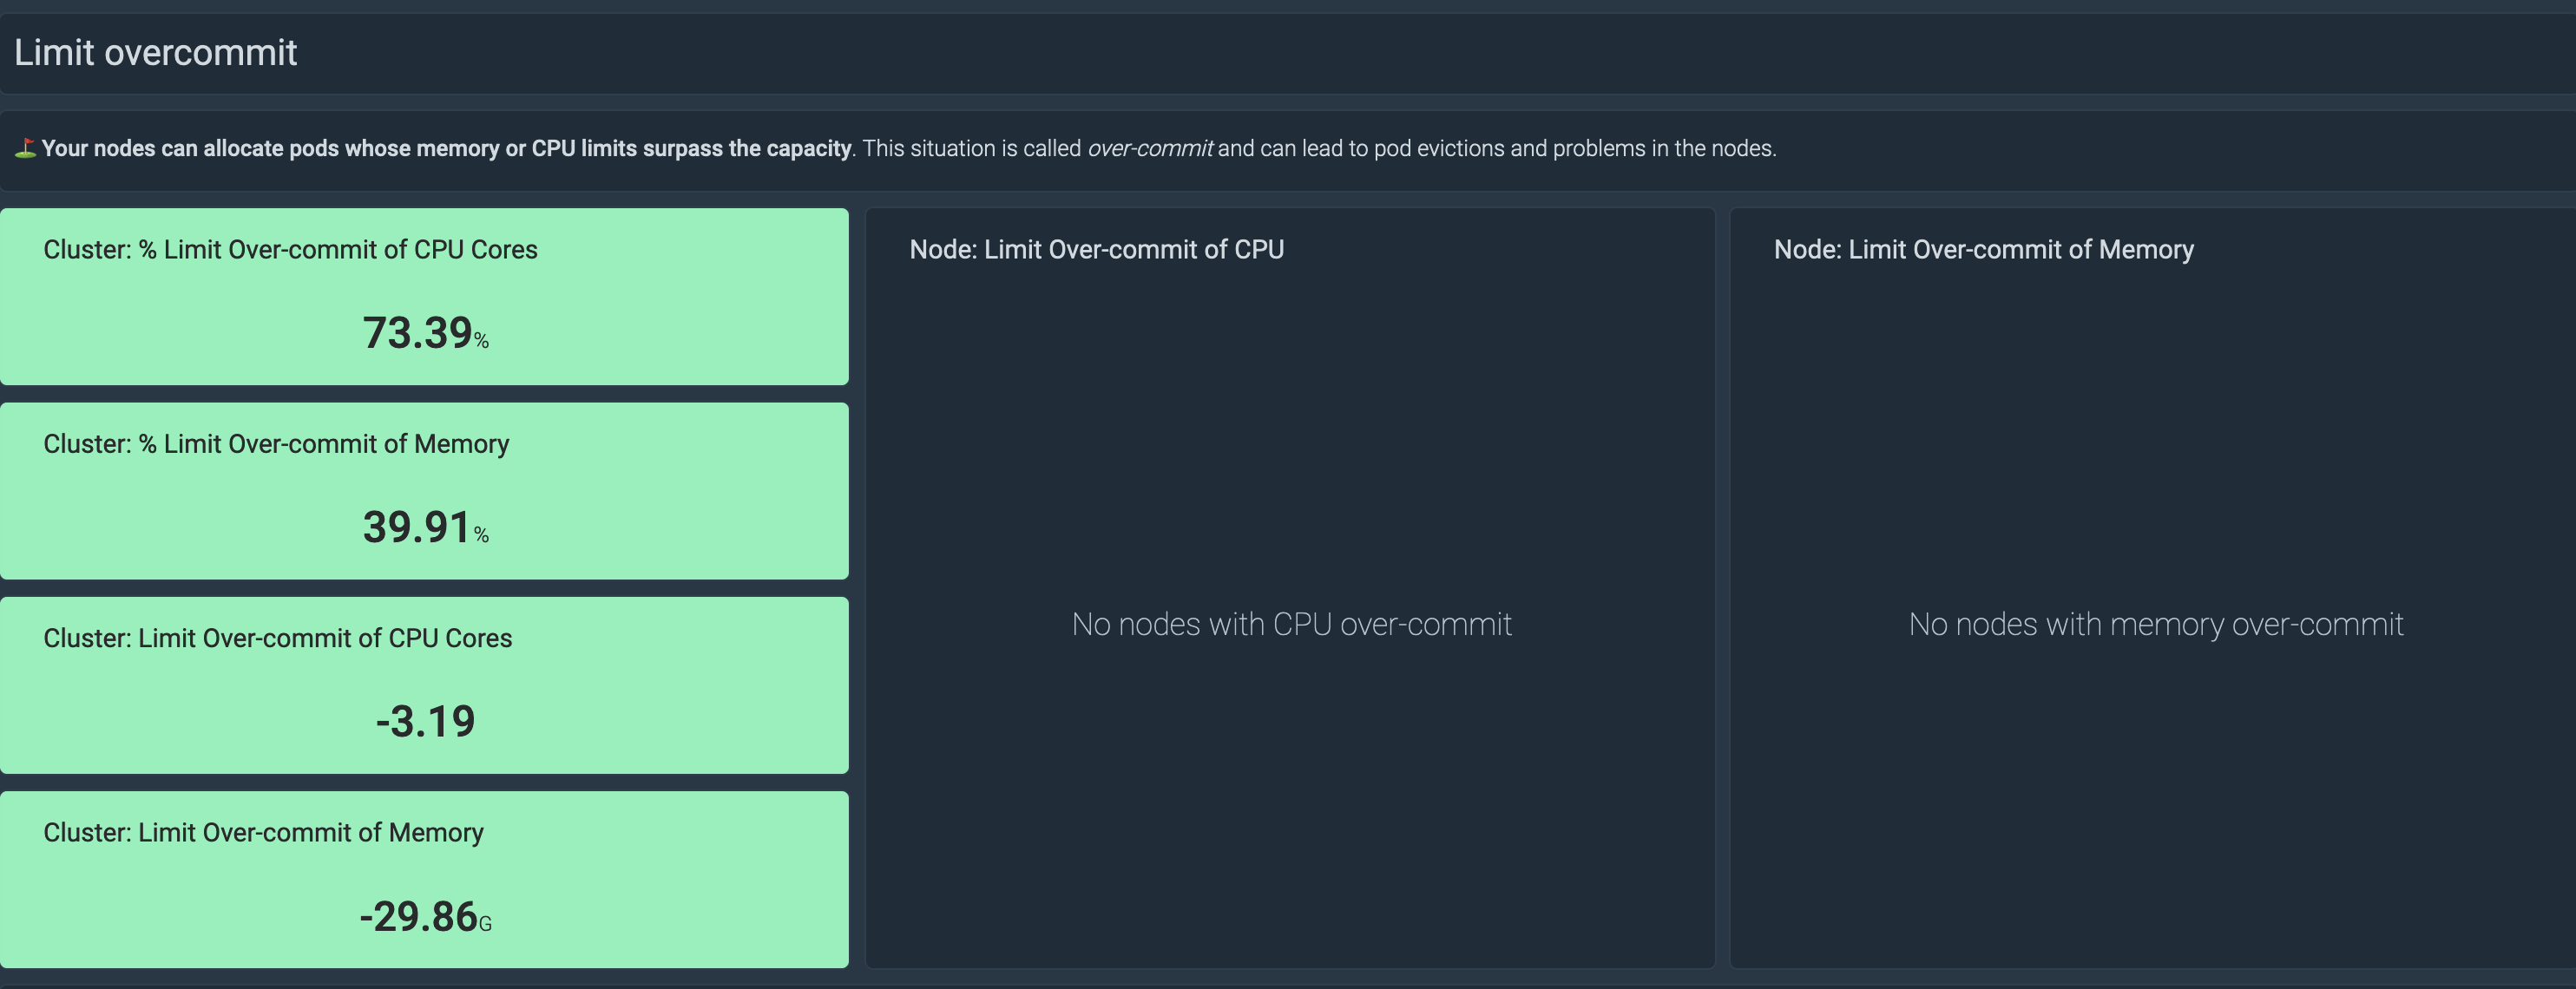 Limit overcommit
⛳ Your nodes can allocate pods whose memory or CPU limits surpass the capacity. This situation is called over-commit and can lead to pod evictions and problems in the nodes.
Cluster: % Limit Over-commit of CPU Cores
73.39%
Cluster: % Limit Over-commit of Memory
39.91%
Cluster: Limit Over-commit of CPU Cores
-3.19
Cluster: Limit Over-commit of Memory
-29.86G
Node: Limit Over-commit of CPU
No nodes with CPU over-commit
Node: Limit Over-commit of Memory
No nodes with memory over-commit